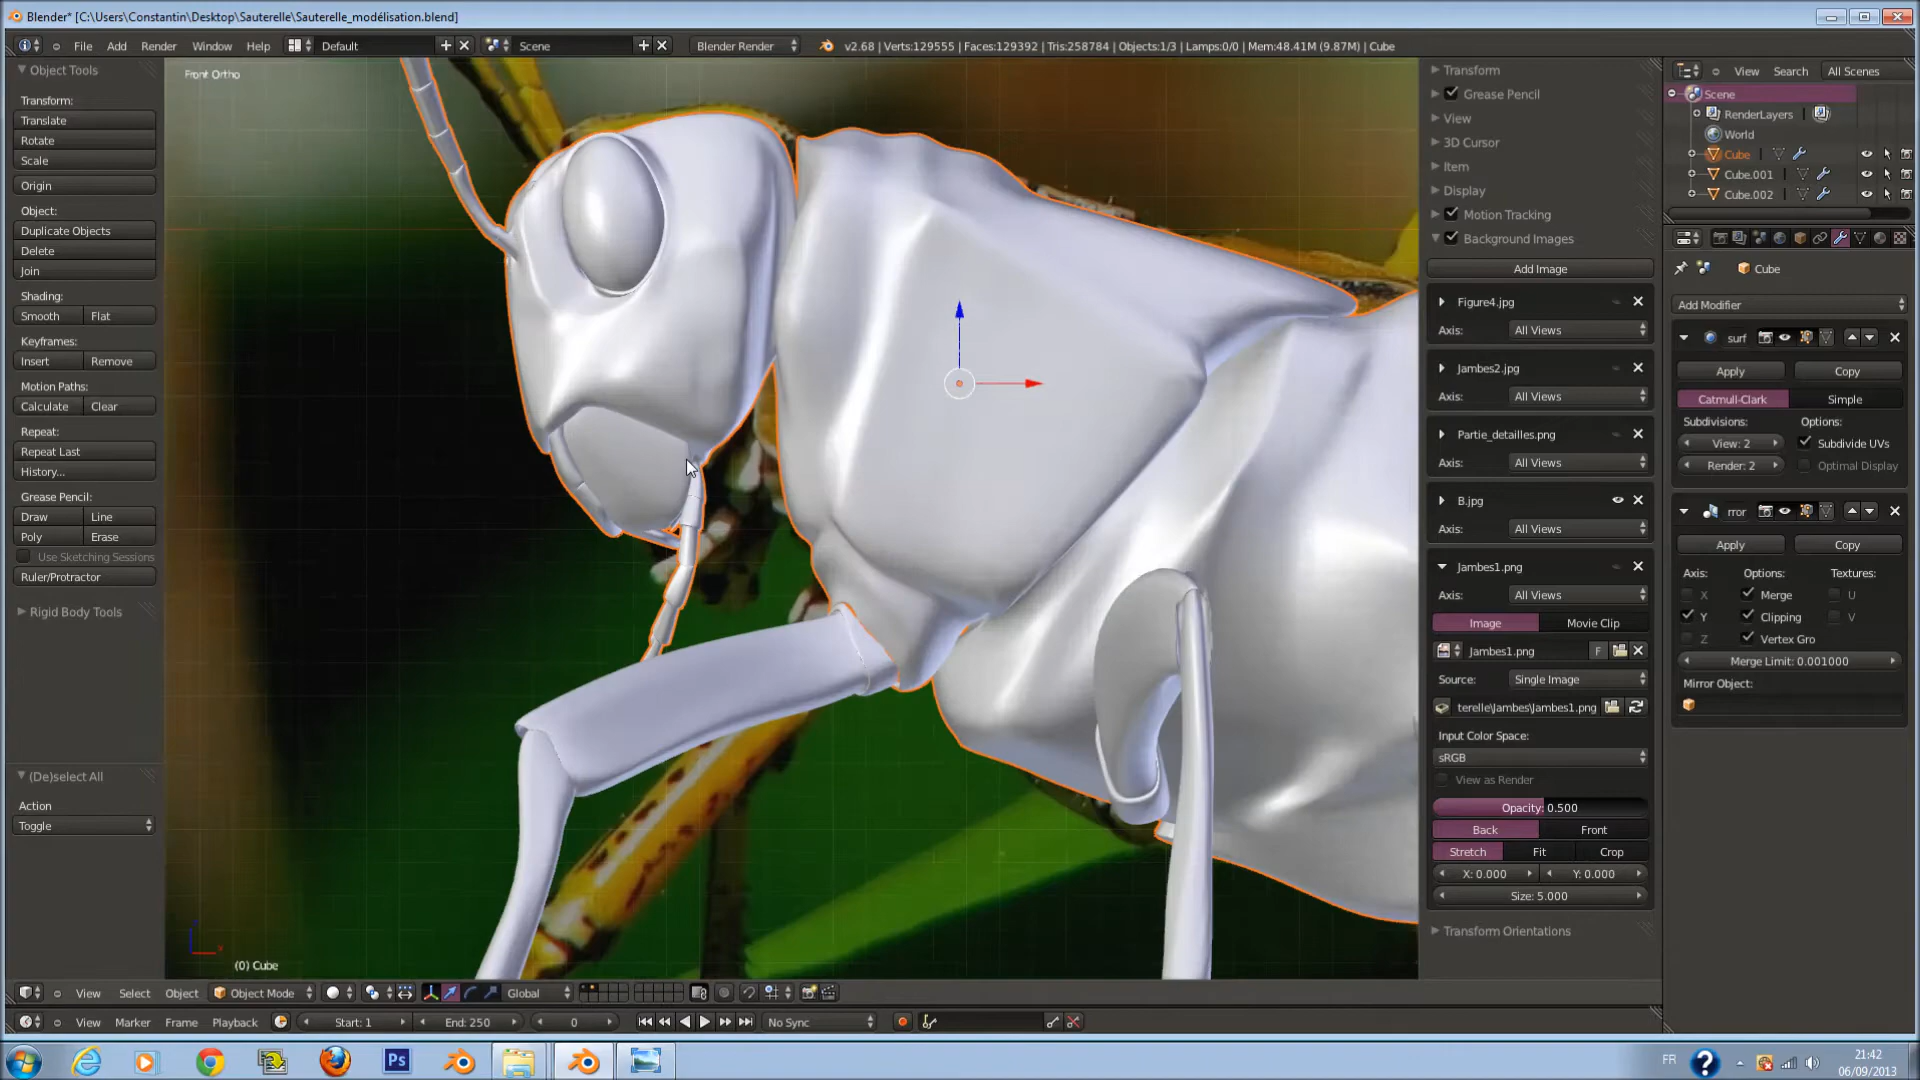 Blender* [C:\Users\Constantin\Desktop\Sauterelle\Sauterelle_modélisation.blend]
File Add Render Window Help Default Scene Blender Render v2.68 | Verts:129555 | Faces:129392 | Tris:258784 | Objects:1/3 | Lamps:0/0 | Mem:48.41M (9.87M) | Cube
Object Tools
Transform:
Translate
Rotate
Scale
Origin
Object:
Duplicate Objects
Delete
Join
Shading:
Smooth Flat
Keyframes:
Insert Remove
Motion Paths:
Calculate Clear
Repeat:
Repeat Last
History...
Grease Pencil:
Draw Line
Poly Erase
Use Sketching Sessions
Ruler/Protractor
Rigid Body Tools
(De)select All
Action
Toggle
Front Ortho
(0) Cube
Transform
Grease Pencil
View
3D Cursor
Item
Display
Motion Tracking
Background Images
Add Image
Figure4.jpg
Axis: All Views
Jambes2.jpg
Axis: All Views
Partie_detailles.png
Axis: All Views
B.jpg
Axis: All Views
Jambes1.png
Axis: All Views
Image Movie Clip
Jambes1.png F
Source: Single Image
terelle\Jambes\Jambes1.png
Input Color Space:
sRGB
View as Render
Opacity: 0.500
Back Front
Stretch Fit Crop
X: 0.000 Y: 0.000
Size: 5.000
Transform Orientations
View Search All Scenes
Scene
RenderLayers
World
Cube
Cube.001
Cube.002
Cube
Add Modifier
surf
Apply Copy
Catmull-Clark Simple
Subdivisions: Options:
View: 2 Subdivide UVs
Render: 2 Optimal Display
rror
Apply Copy
Axis: Options: Textures:
X Merge U
Y Clipping V
Z Vertex Gro
Merge Limit: 0.001000
Mirror Object:
View Select Object Object Mode Global
View Marker Frame Playback Start: 1 End: 250 0 No Sync
Ps
FR
?
21:42
06/09/2013